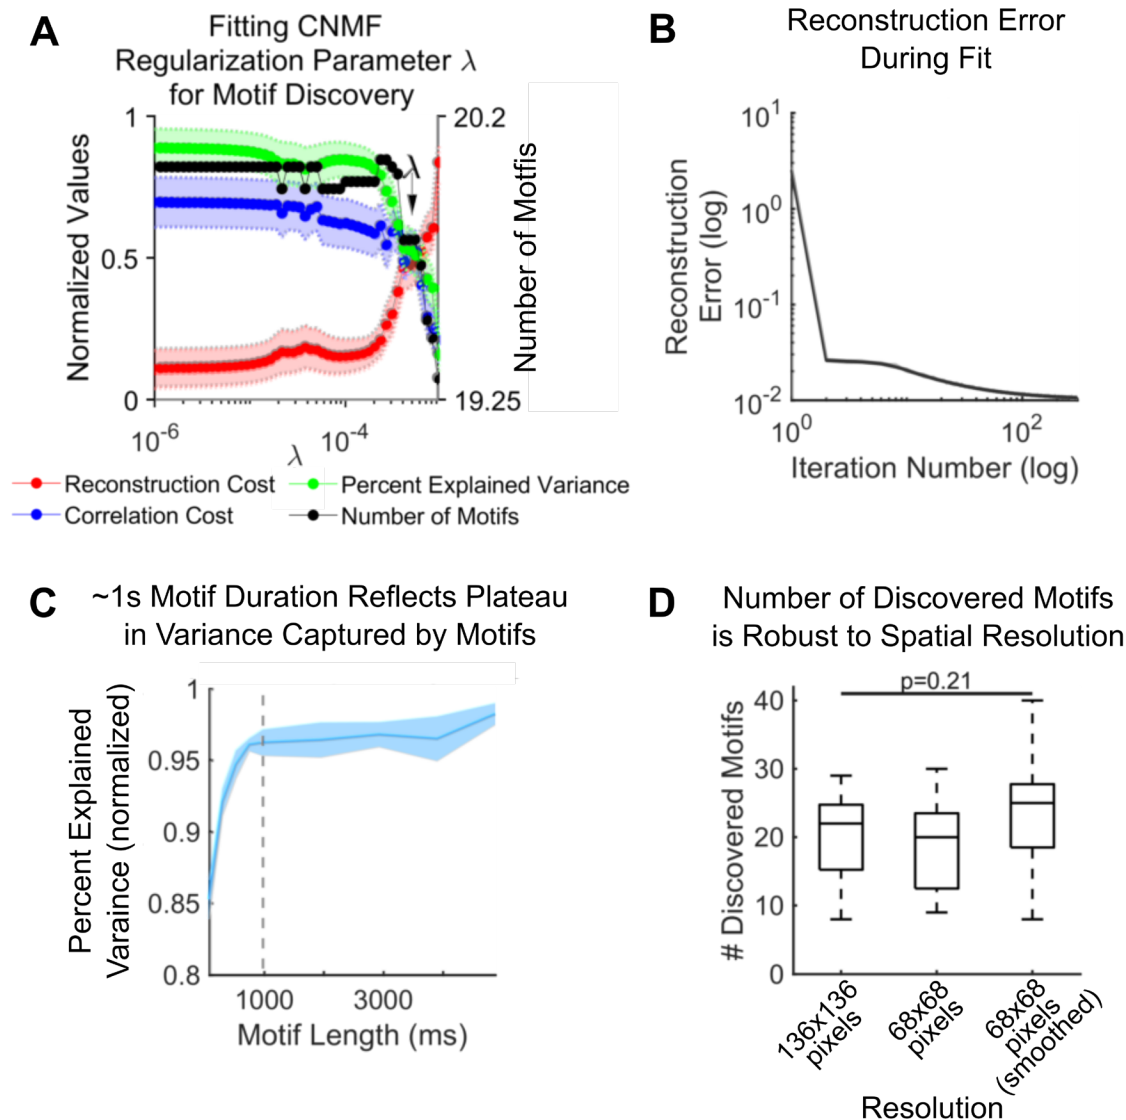 A
Fitting CNMF
Regularization Parameter λ
for Motif Discovery
1
0.5
0
Normalized Values
20.2
19.25
Number of Motfis
λ
10^-6
10^-4
λ
Reconstruction Cost
Percent Explained Variance
Correlation Cost
Number of Motifs
B
Reconstruction Error
During Fit
10^1
10^0
10^-1
10^-2
Reconstruction
Error (log)
10^0
10^2
Iteration Number (log)
C
~1s Motif Duration Reflects Plateau
in Variance Captured by Motifs
1
0.95
0.9
0.85
0.8
Percent Explained
Varaince (normalized)
1000
3000
Motif Length (ms)
D
Number of Discovered Motifs
is Robust to Spatial Resolution
p=0.21
40
30
20
10
0
# Discovered Motifs
136x136
pixels
68x68
pixels
68x68
pixels
(smoothed)
Resolution